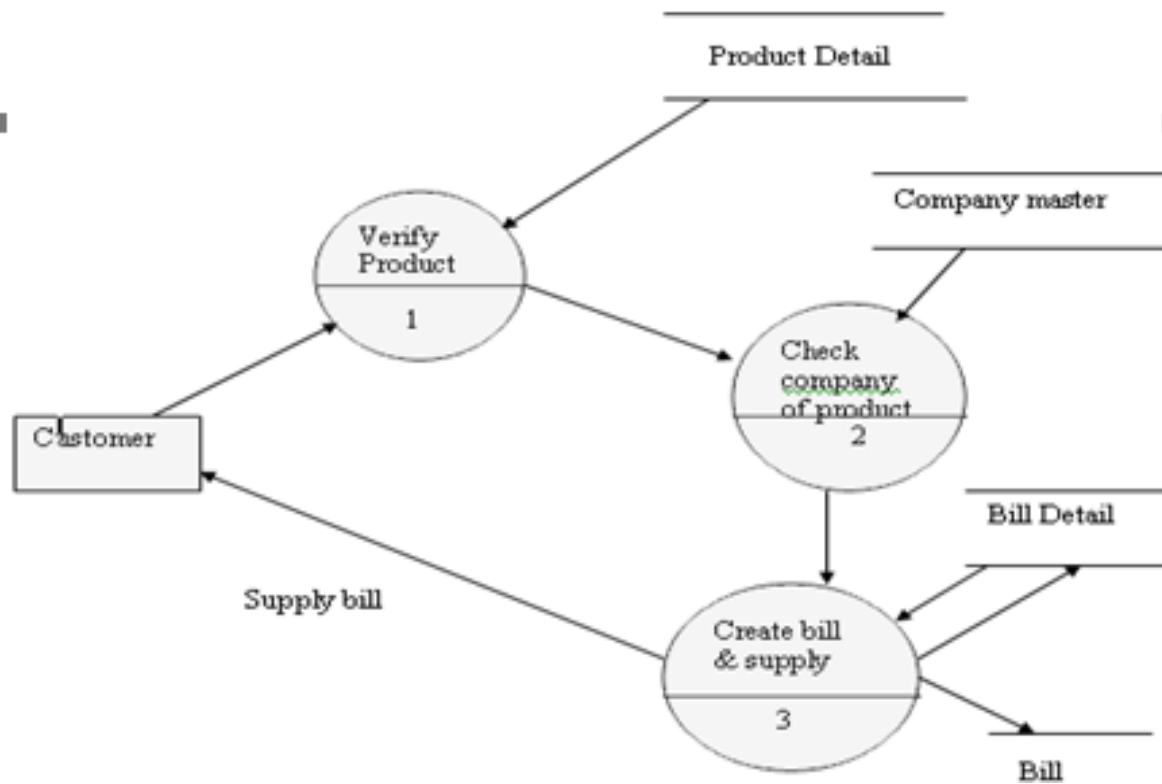 Product Detail
Company master
Verify
Product
1
Check
company
of product
2
Castomer
Bill Detail
Supply bill
Create bill
& supply
3
Bill